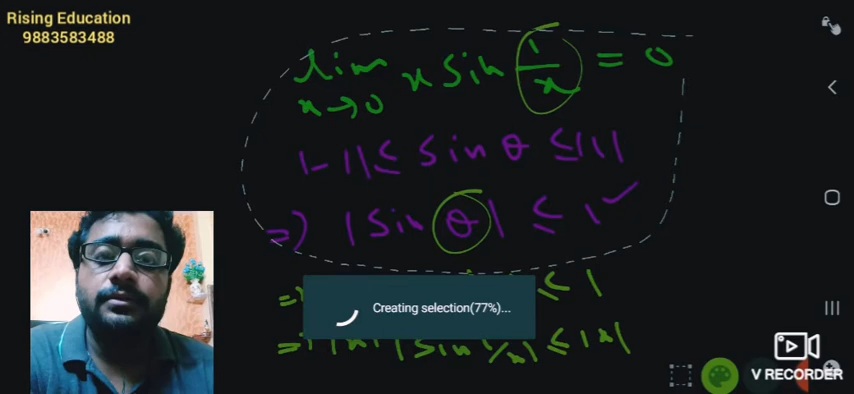 Rising Education
9883583488
lim x→0 x sin 1/x = 0
|-1| ≤ sin θ ≤ |1|
⇒ |sin θ| ≤ 1 ✓
≤ 1
Creating selection(77%)...
|x| |sin 1/x| ≤ |x|
V RECORDER